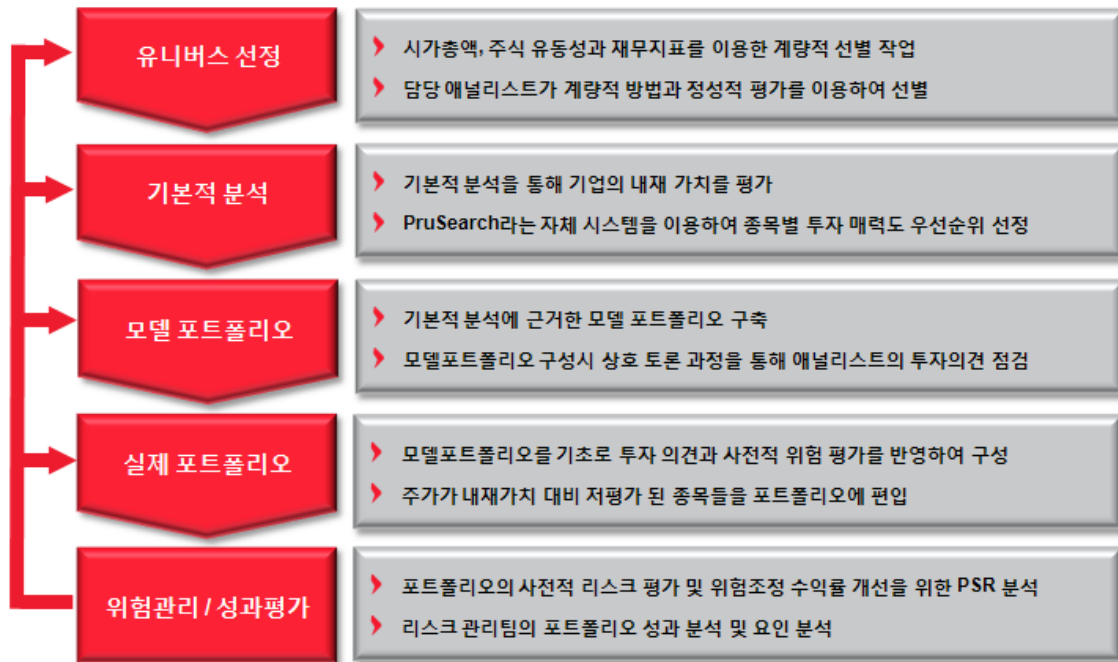 유니버스 선정
시가총액, 주식 유동성과 재무지표를 이용한 계량적 선별 작업
담당 애널리스트가 계량적 방법과 정성적 평가를 이용하여 선별
기본적 분석
기본적 분석을 통해 기업의 내재 가치를 평가
PruSearch라는 자체 시스템을 이용하여 종목별 투자 매력도 우선순위 선정
모델 포트폴리오
기본적 분석에 근거한 모델 포트폴리오 구축
모델포트폴리오 구성시 상호 토론 과정을 통해 애널리스트의 투자의견 점검
실제 포트폴리오
모델포트폴리오를 기초로 투자 의견과 사전적 위험 평가를 반영하여 구성
주가가 내재가치 대비 저평가 된 종목들을 포트폴리오에 편입
위험관리 / 성과평가
포트폴리오의 사전적 리스크 평가 및 위험조정 수익률 개선을 위한 PSR 분석
리스크 관리팀의 포트폴리오 성과 분석 및 요인 분석